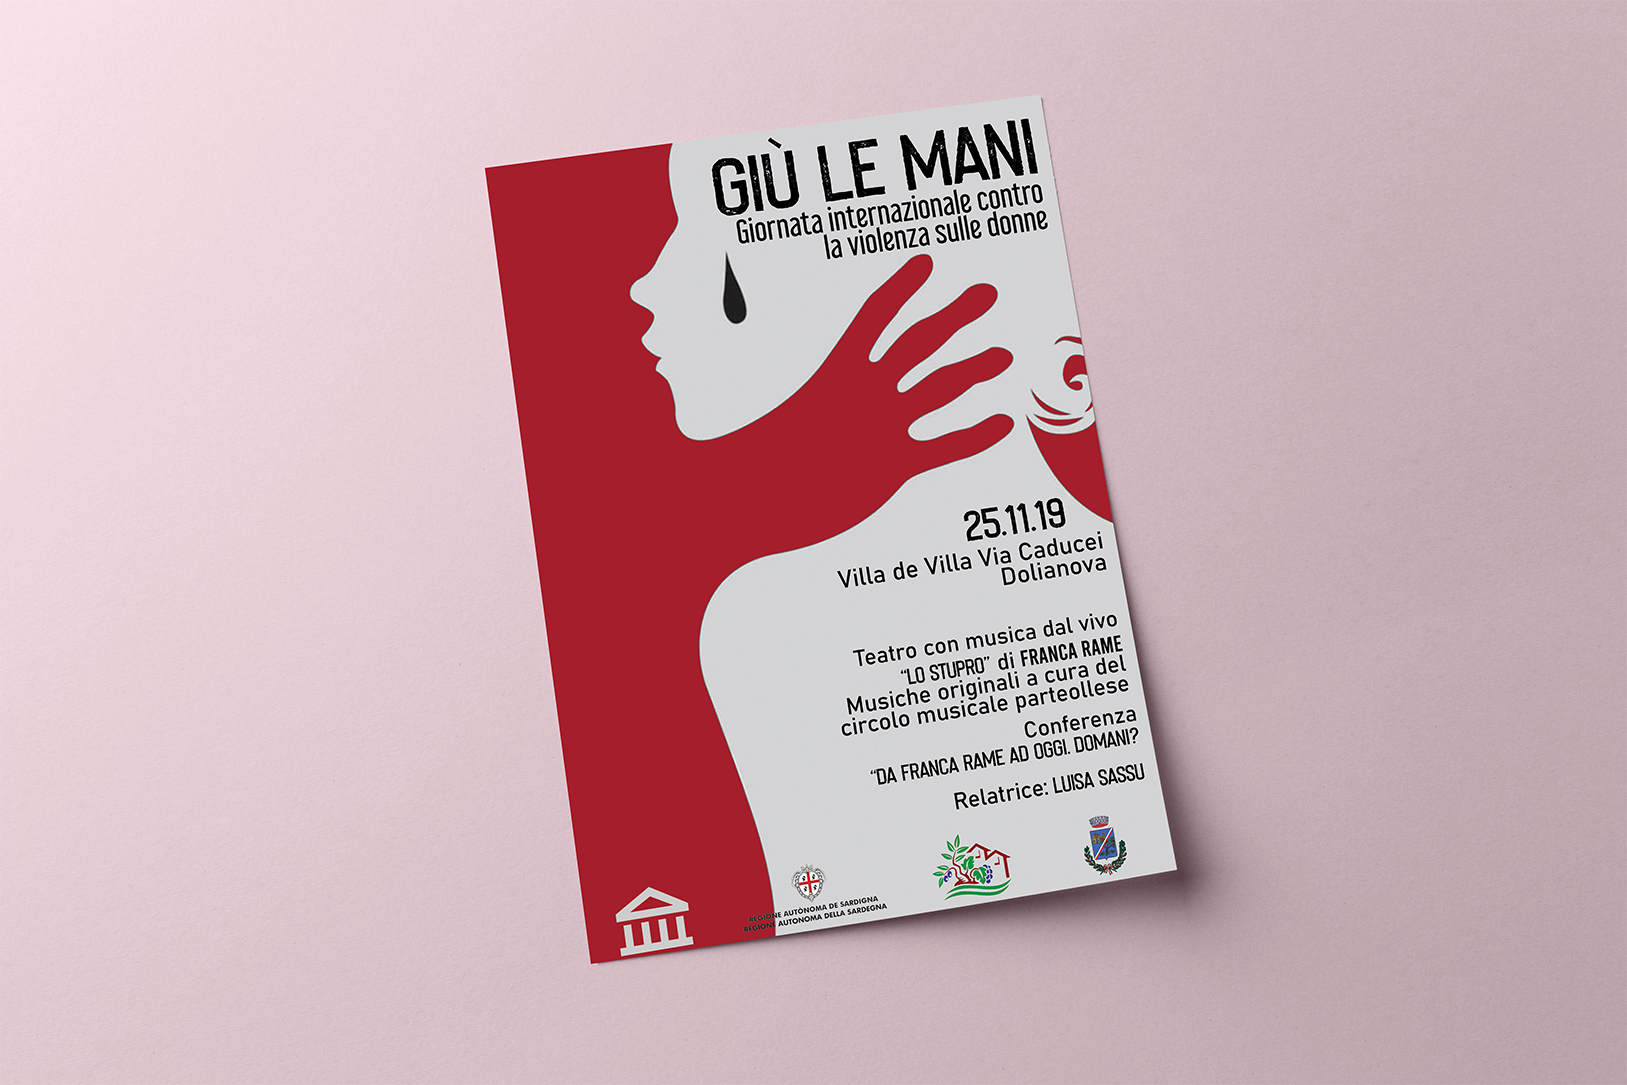 GIÙ LE MANI
Giornata internazionale contro
la violenza sulle donne
25.11.19
Villa de Villa Via Caducei
Dolianova
Teatro con musica dal vivo
“LO STUPRO” di FRANCA RAME
Musiche originali a cura del
circolo musicale parteollese
Conferenza
“DA FRANCA RAME AD OGGI. DOMANI?
Relatrice: LUISA SASSU
REGIONE AUTÒNOMA DE SARDIGNA
REGIONE AUTONOMA DELLA SARDEGNA